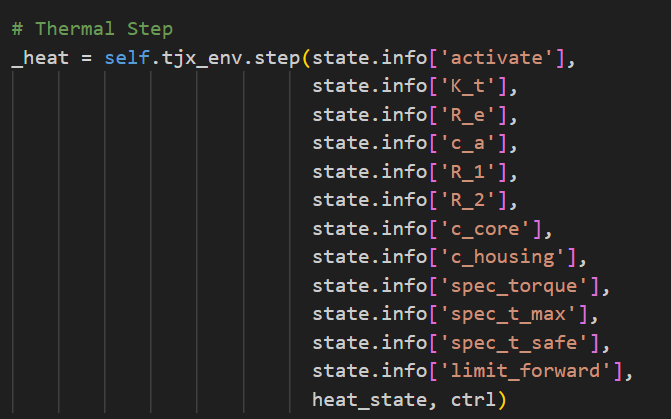 # Thermal Step
_heat = self.tjx_env.step(state.info['activate'],
state.info['K_t'],
state.info['R_e'],
state.info['c_a'],
state.info['R_1'],
state.info['R_2'],
state.info['c_core'],
state.info['c_housing'],
state.info['spec_torque'],
state.info['spec_t_max'],
state.info['spec_t_safe'],
state.info['limit_forward'],
heat_state, ctrl)